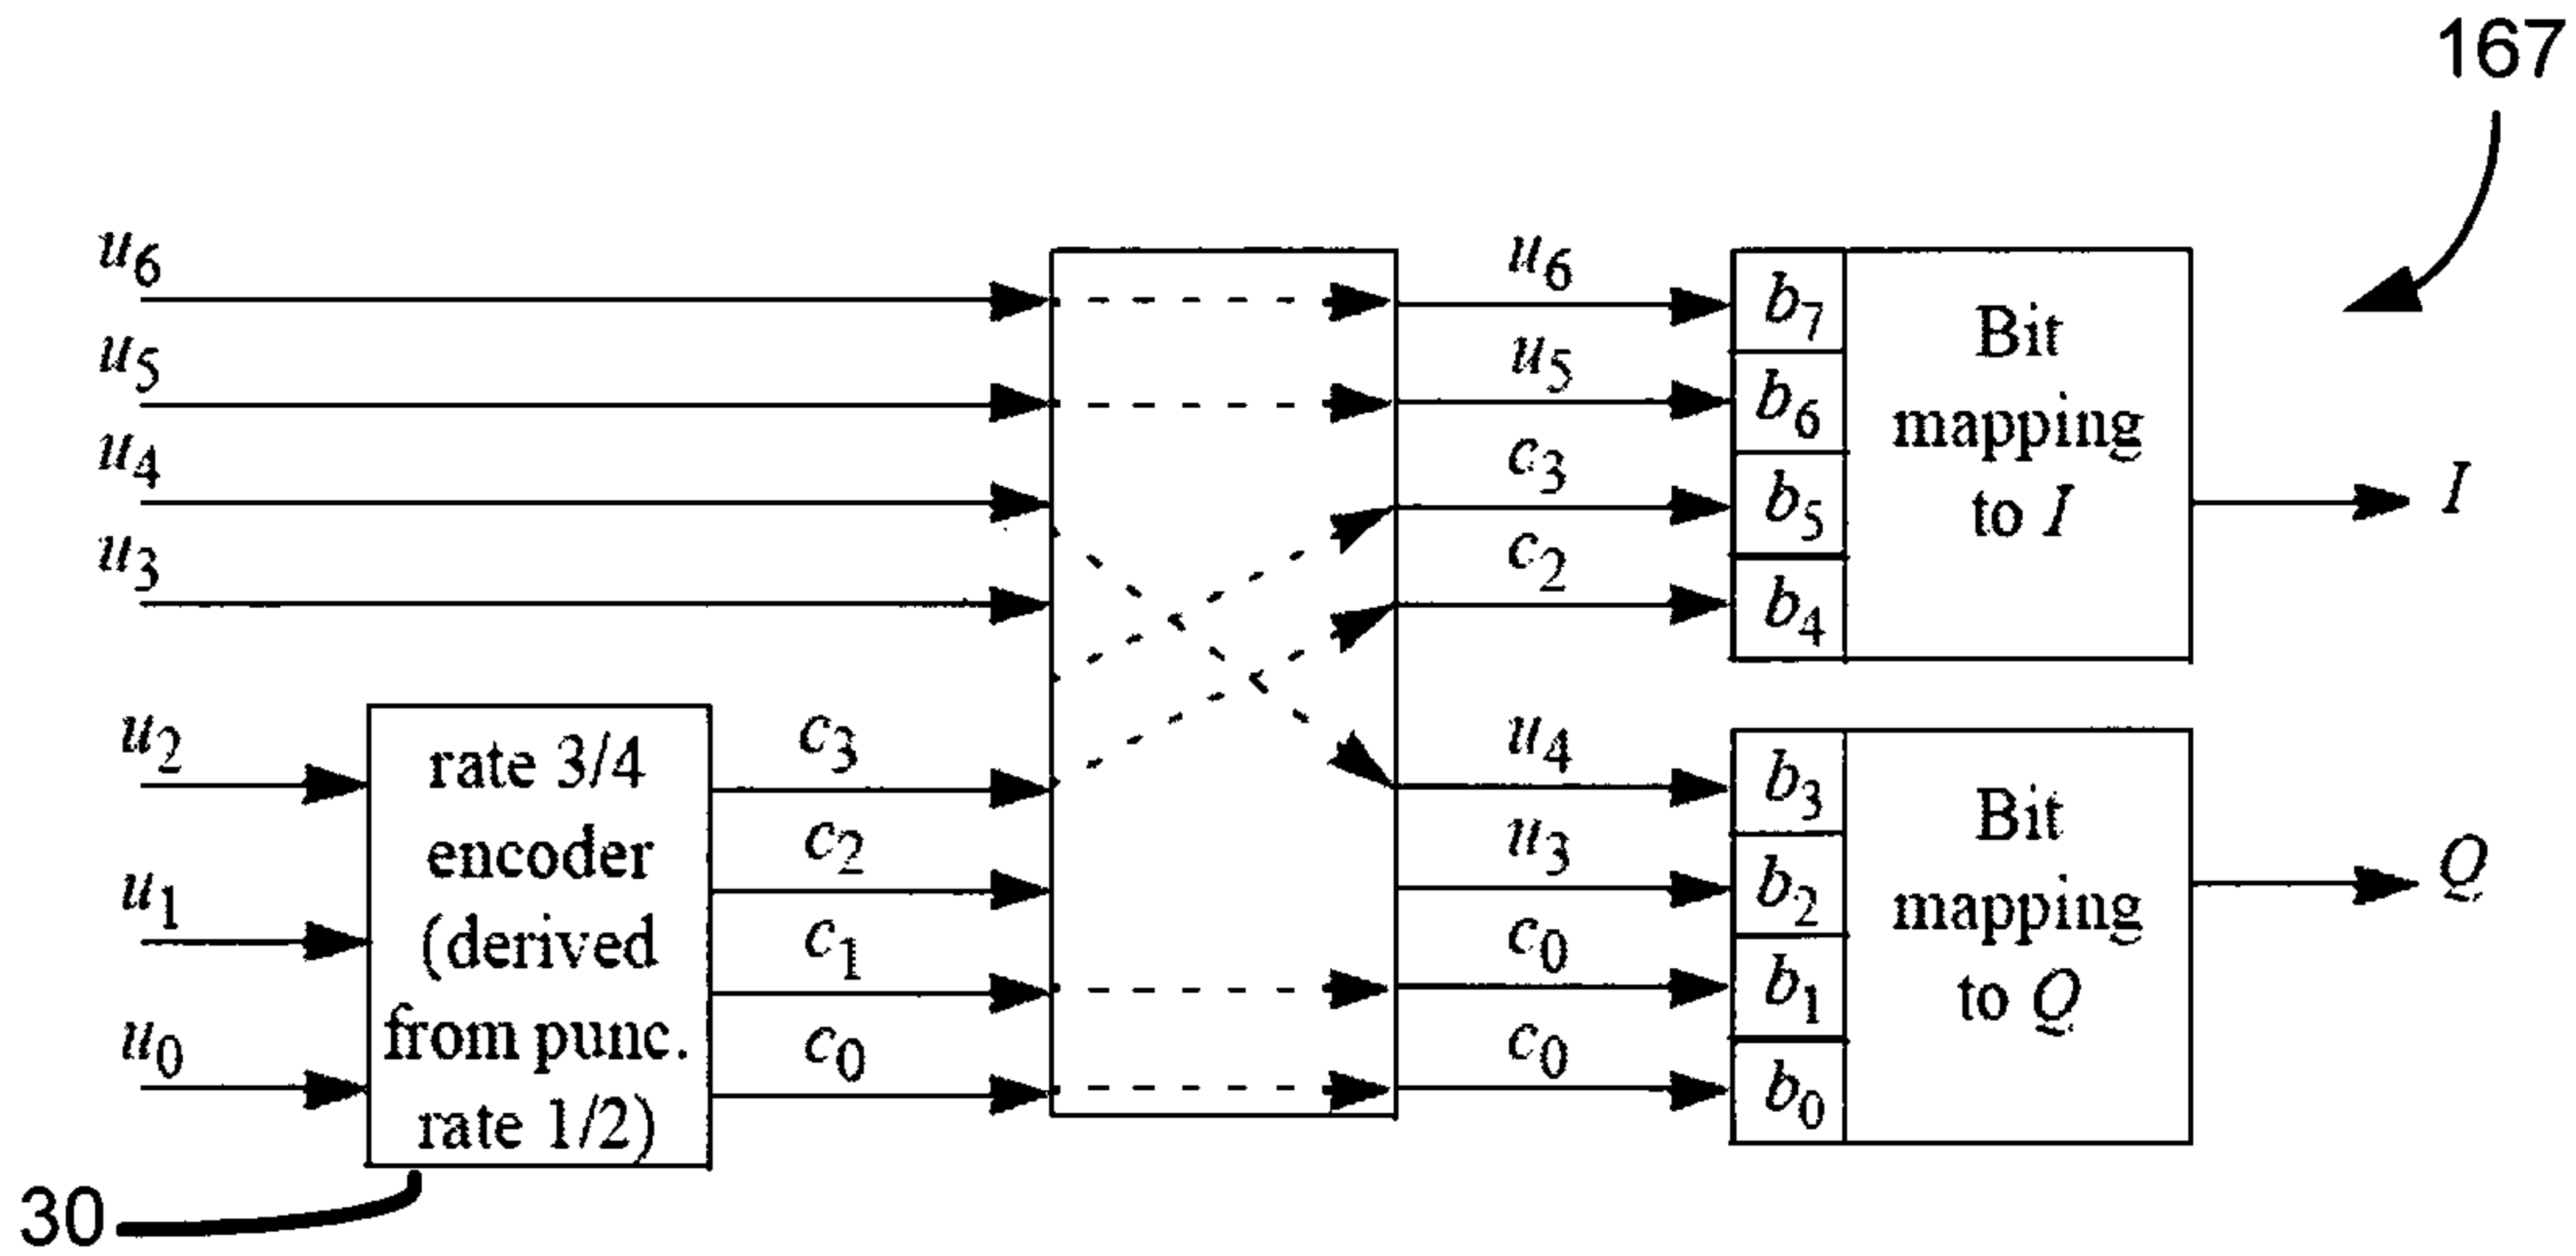 167
u6
u5
u4
u3
u2
u1
u0
rate 3/4
encoder
(derived
from punc.
rate 1/2)
30
c3
c2
c1
c0
u6
u5
c3
c2
u4
u3
c0
c0
b7
b6
b5
b4
Bit
mapping
to I
I
b3
b2
b1
b0
Bit
mapping
to Q
Q